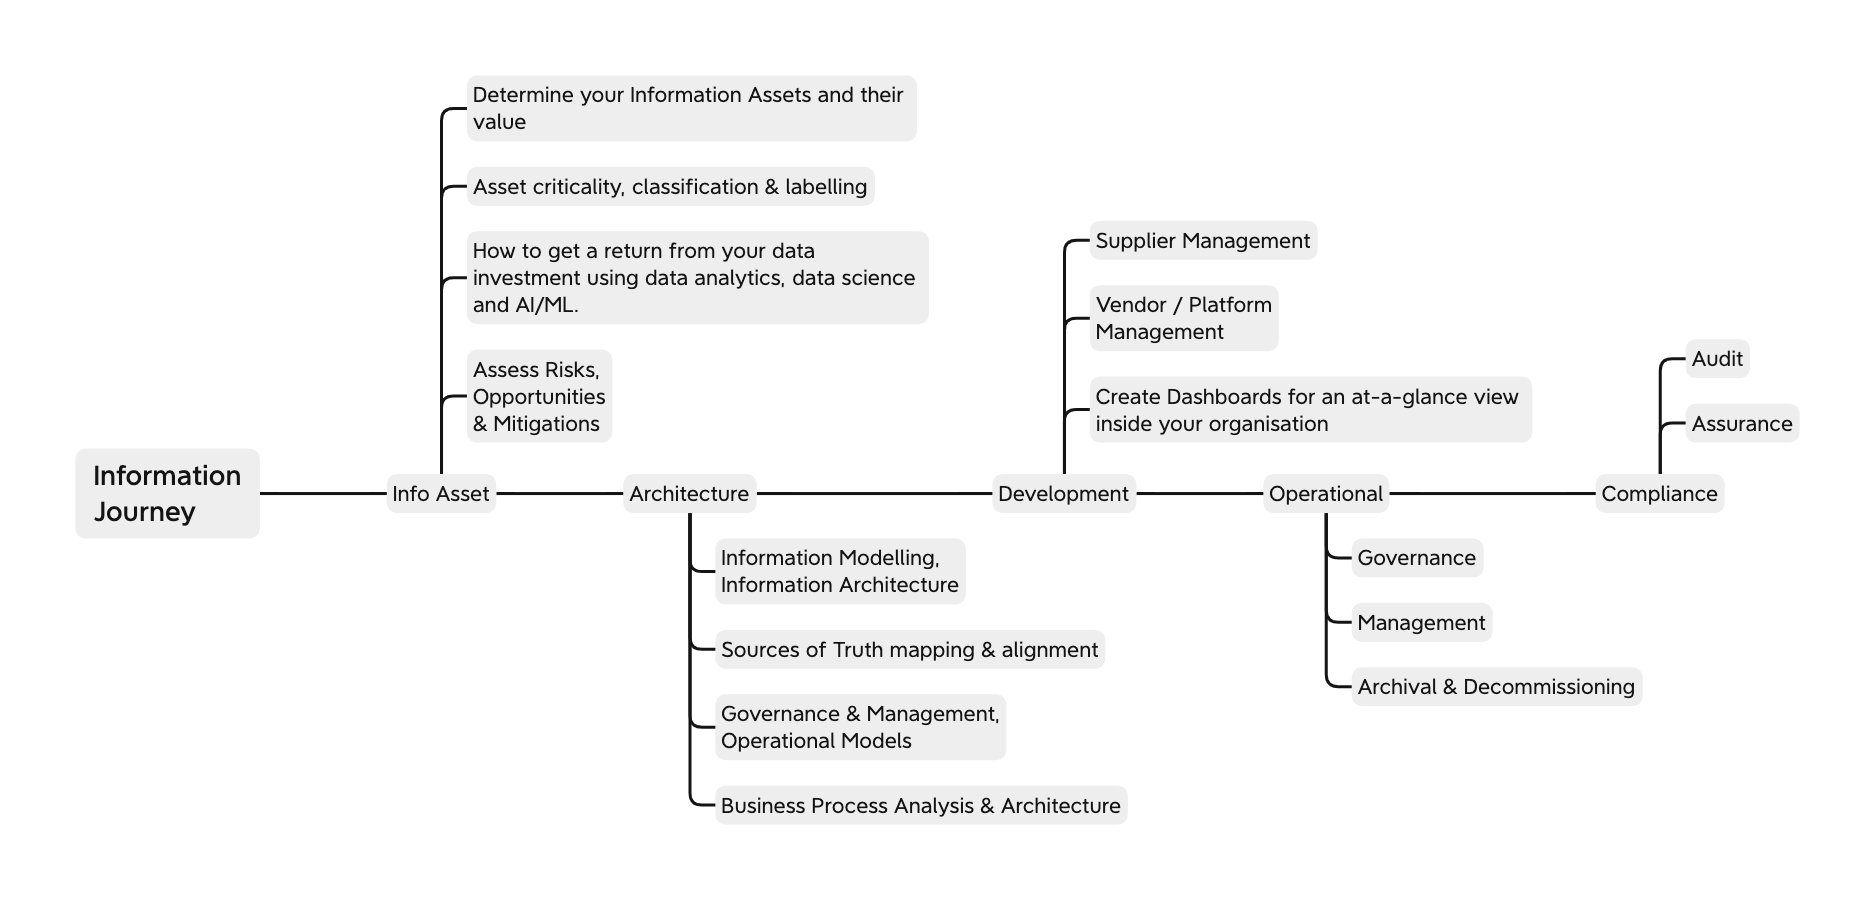 Information
Journey
Info Asset
Determine your Information Assets and their
value
Asset criticality, classification & labelling
How to get a return from your data
investment using data analytics, data science
and AI/ML.
Assess Risks,
Opportunities
& Mitigations
Architecture
Information Modelling,
Information Architecture
Sources of Truth mapping & alignment
Governance & Management,
Operational Models
Business Process Analysis & Architecture
Development
Supplier Management
Vendor / Platform
Management
Create Dashboards for an at-a-glance view
inside your organisation
Operational
Governance
Management
Archival & Decommissioning
Compliance
Audit
Assurance